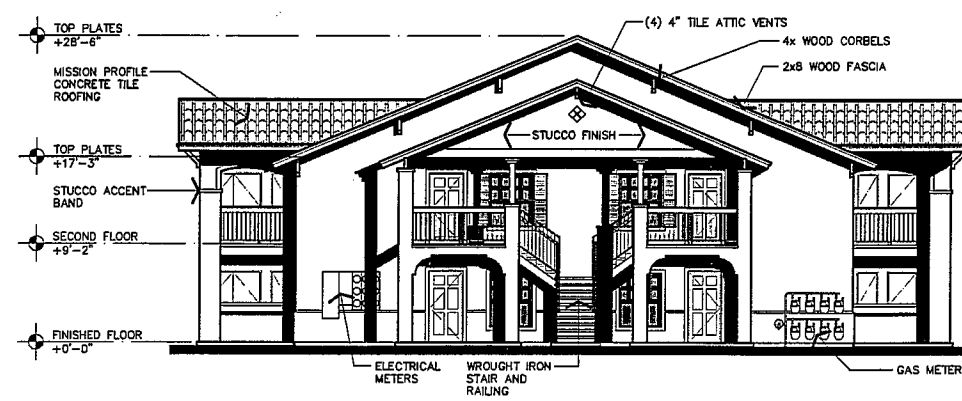 TOP PLATES
+28'-6"
MISSION PROFILE
CONCRETE TILE
ROOFING
TOP PLATES
+17'-3"
STUCCO ACCENT
BAND
SECOND FLOOR
+9'-2"
FINISHED FLOOR
+0'-0"
(4) 4" TILE ATTIC VENTS
4x WOOD CORBELS
2x8 WOOD FASCIA
STUCCO FINISH
ELECTRICAL
METERS
WROUGHT IRON
STAIR AND
RAILING
GAS METER